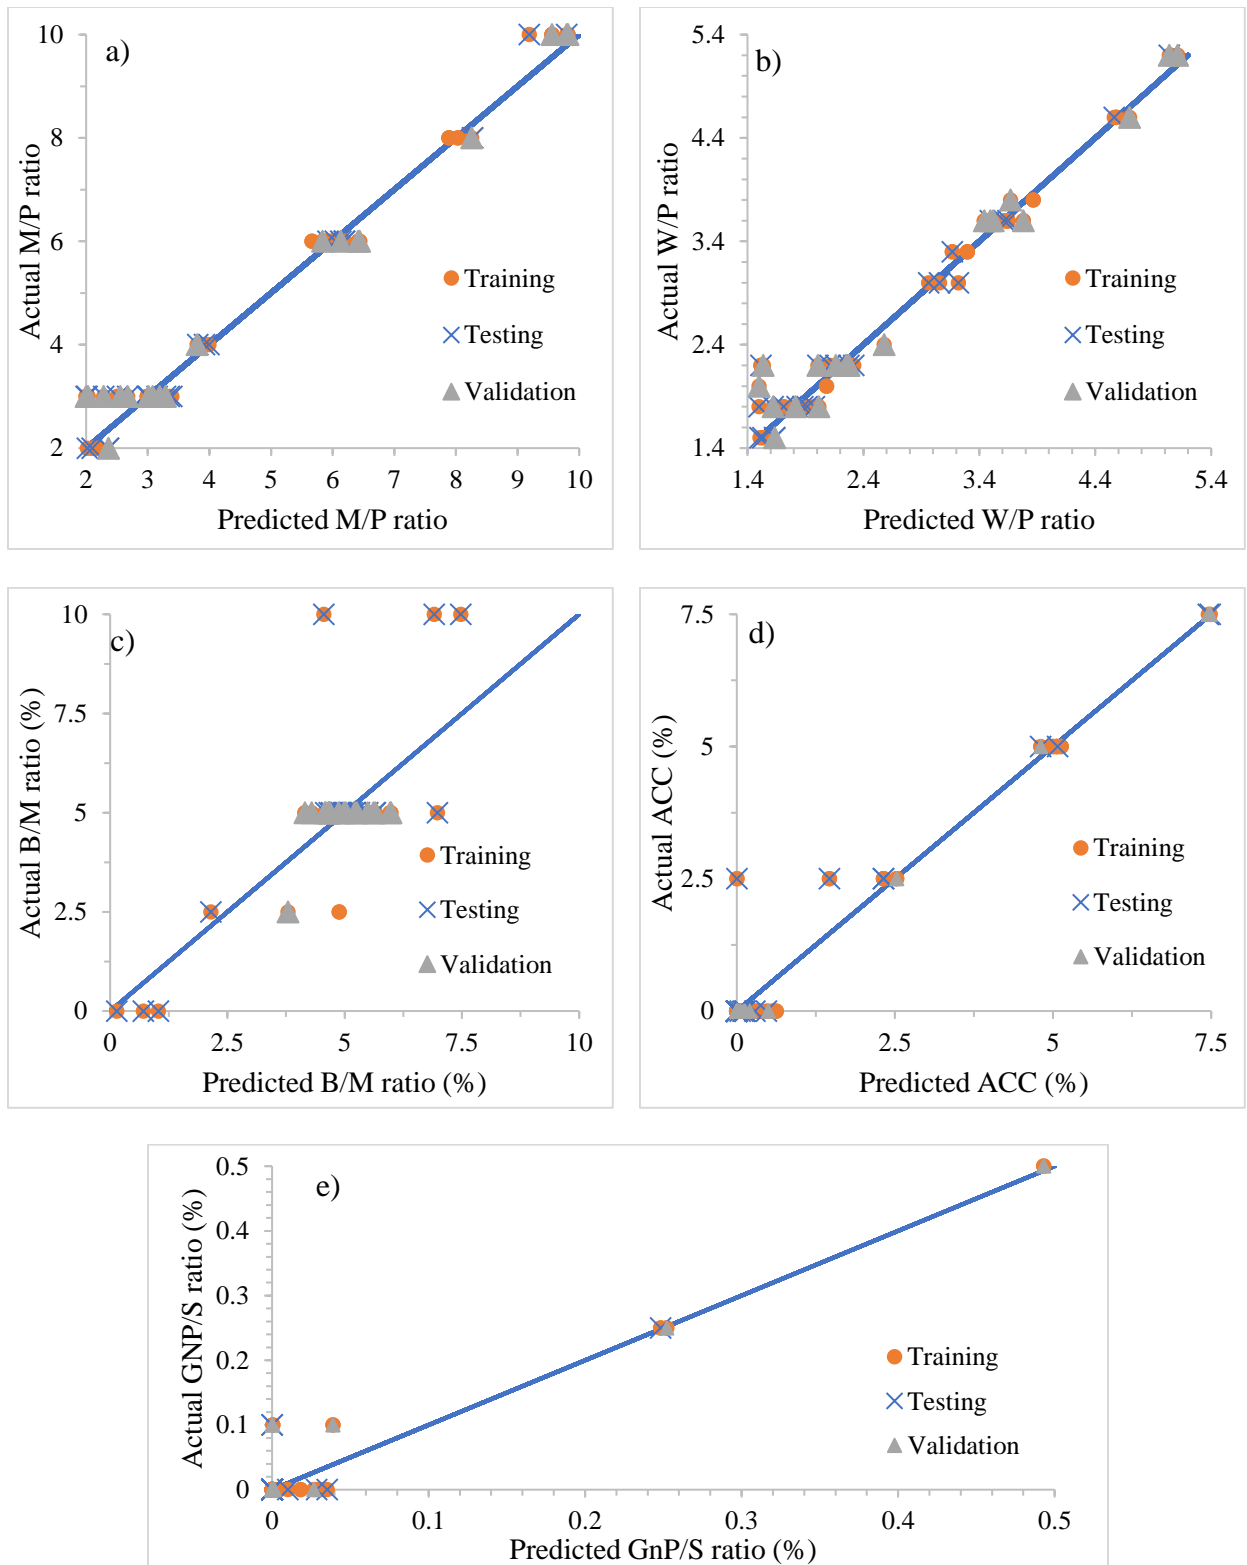 a)
Actual M/P ratio
10
8
6
4
2
2 3 4 5 6 7 8 9 10
Predicted M/P ratio
Training
Testing
Validation
b)
Actual W/P ratio
5.4
4.4
3.4
2.4
1.4
1.4 2.4 3.4 4.4 5.4
Predicted W/P ratio
Training
Testing
Validation
c)
Actual B/M ratio (%)
10
7.5
5
2.5
0
0 2.5 5 7.5 10
Predicted B/M ratio (%)
Training
Testing
Validation
d)
Actual ACC (%)
7.5
5
2.5
0
0 2.5 5 7.5
Predicted ACC (%)
Training
Testing
Validation
e)
Actual GNP/S ratio (%)
0.5
0.4
0.3
0.2
0.1
0
0 0.1 0.2 0.3 0.4 0.5
Predicted GnP/S ratio (%)
Training
Testing
Validation